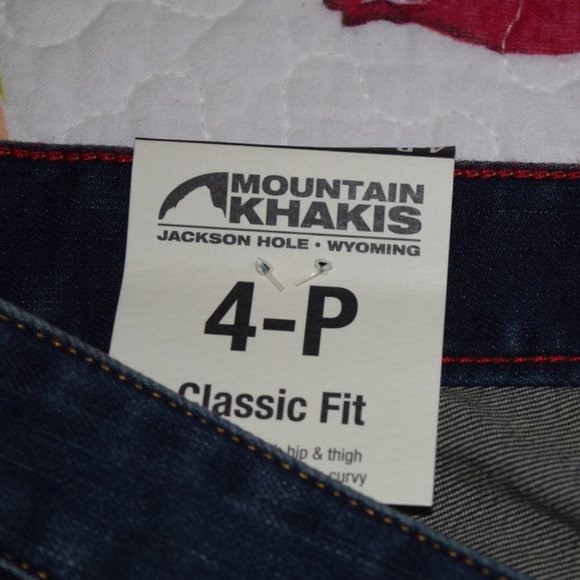 MOUNTAIN
KHAKIS
JACKSON HOLE • WYOMING
4-P
Classic Fit
hip & thigh
curvy